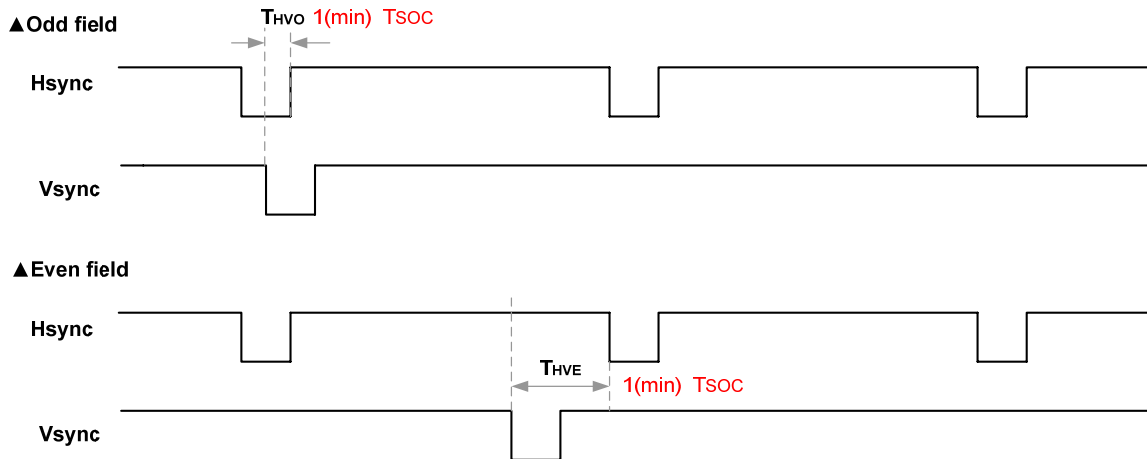 ▲Odd field
THVO 1(min) TSOC
Hsync
Vsync
▲Even field
Hsync
THVE
1(min) TSOC
Vsync